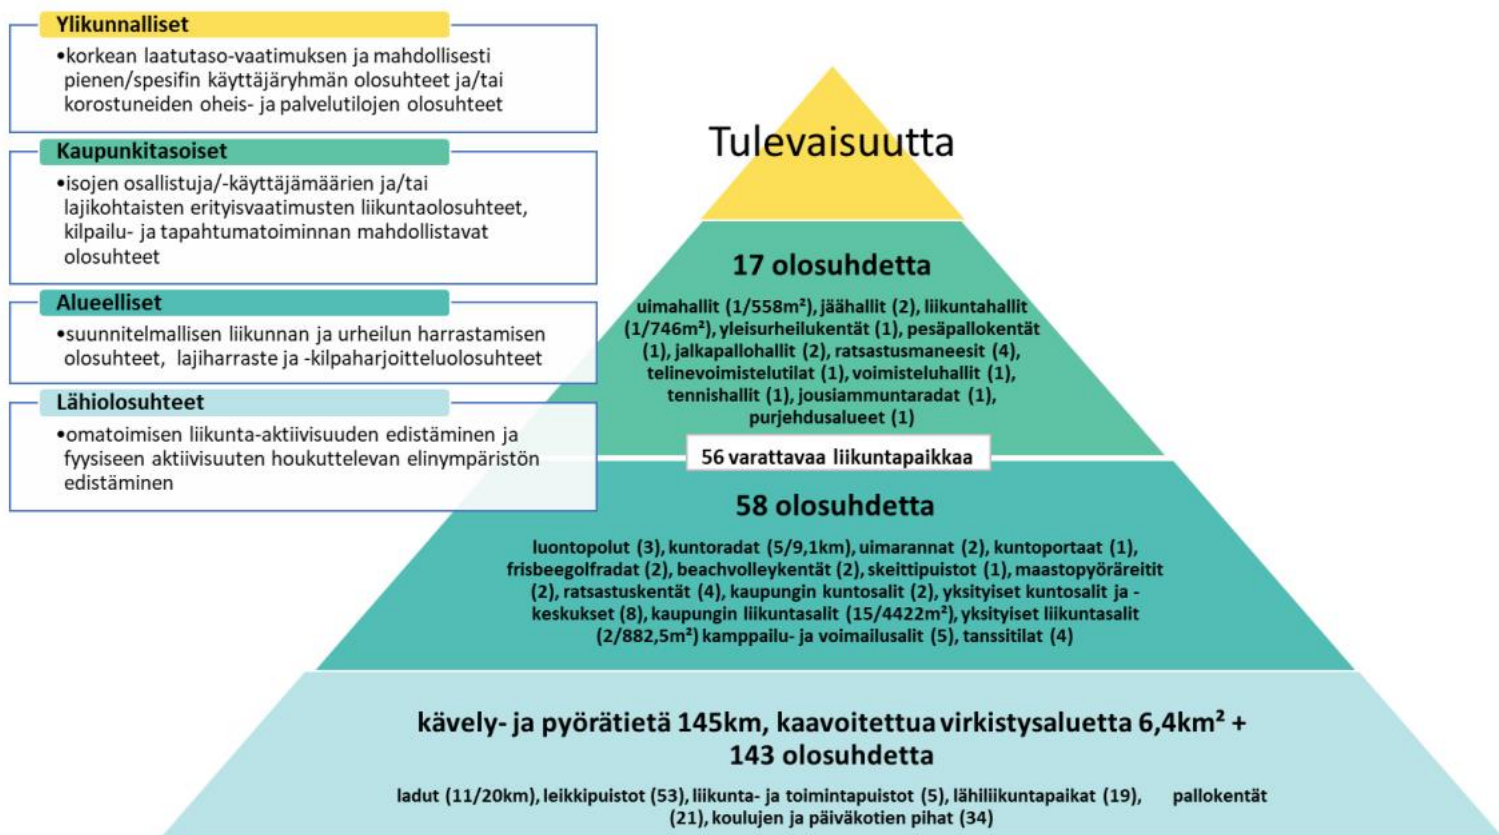 Ylikunnalliset
•korkean laatutaso-vaatimuksen ja mahdollisesti
pienen/spesifin käyttäjäryhmän olosuhteet ja/tai
korostuneiden oheis- ja palvelutilojen olosuhteet
Kaupunkitasoiset
•isojen osallistuja/-käyttäjämäärien ja/tai
lajikohtaisten erityisvaatimusten liikuntaolosuhteet,
kilpailu- ja tapahtumatoiminnan mahdollistavat
olosuhteet
Alueelliset
•suunnitelmallisen liikunnan ja urheilun harrastamisen
olosuhteet, lajiharraste ja -kilpaharjoitteluolosuhteet
Lähiolosuhteet
•omatoimisen liikunta-aktiivisuuden edistäminen ja
fyysiseen aktiivisuuten houkuttelevan elinympäristön
edistäminen
Tulevaisuutta
17 olosuhdetta
uimahallit (1/558m²), jäähallit (2), liikuntahallit
(1/746m²), yleisurheilukentät (1), pesäpallokentät
(1), jalkapallohallit (2), ratsastusmaneesit (4),
telinevoimistelutilat (1), voimisteluhallit (1),
tennishallit (1), jousiammuntaradat (1),
purjehdusalueet (1)
56 varattavaa liikuntapaikkaa
58 olosuhdetta
luontopolut (3), kuntoradat (5/9,1km), uimarannat (2), kuntoportaat (1),
frisbeegolfradat (2), beachvolleykentät (2), skeittipuistot (1), maastopyöräreitit
(2), ratsastuskentät (4), kaupungin kuntosalit (2), yksityiset kuntosalit ja -
keskukset (8), kaupungin liikuntasalit (15/4422m²), yksityiset liikuntasalit
(2/882,5m²) kamppailu- ja voimailusalit (5), tanssitilat (4)
kävely- ja pyörätietä 145km, kaavoitettua virkistysaluetta 6,4km² +
143 olosuhdetta
ladut (11/20km), leikkipuistot (53), liikunta- ja toimintapuistot (5), lähiliikuntapaikat (19), pallokentät
(21), koulujen ja päiväkotien pihat (34)